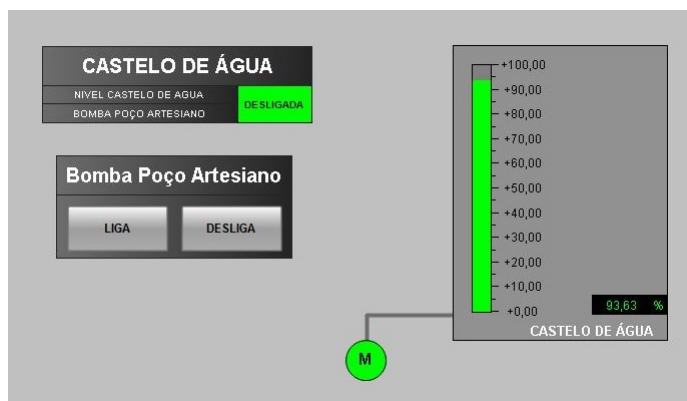 CASTELO DE ÁGUA
NIVEL CASTELO DE AGUA
BOMBA POÇO ARTESIANO
DESLIGADA
Bomba Poço Artesiano
LIGA
DESLIGA
+100,00
+90,00
+80,00
+70,00
+60,00
+50,00
+40,00
+30,00
+20,00
+10,00
+0,00
93,63 %
CASTELO DE ÁGUA
M